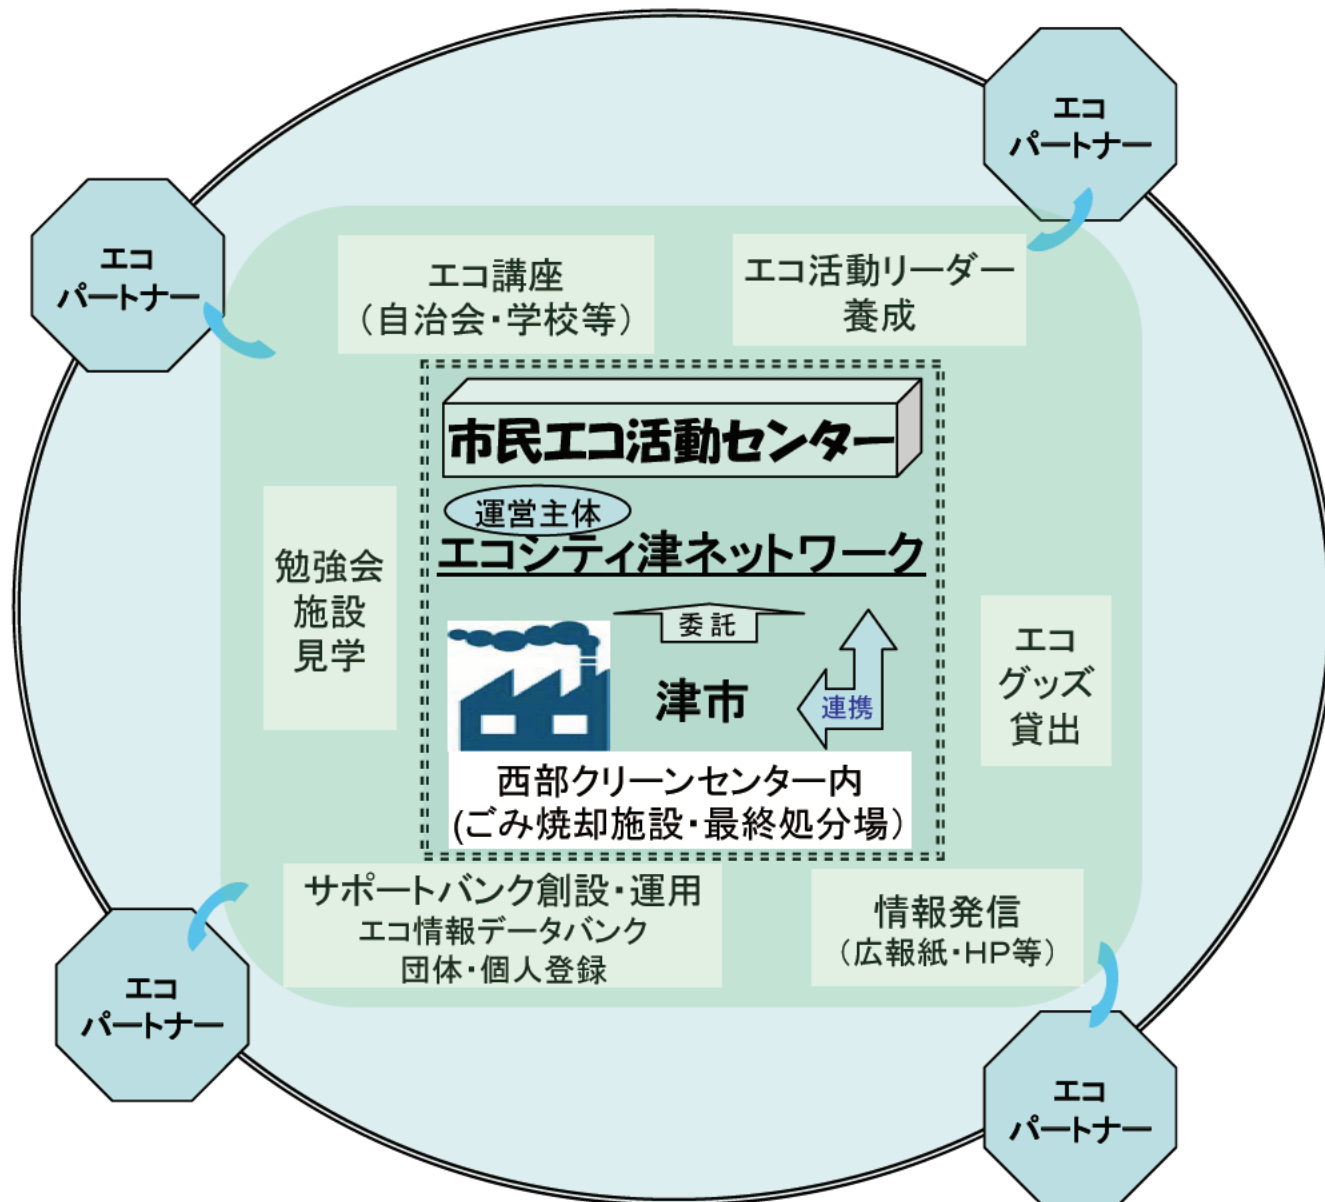 エコ
パートナー
エコ
パートナー
エコ講座
（自治会・学校等）
エコ活動リーダー
養成
市民エコ活動センター
運営主体
エコシティ津ネットワーク
勉強会
施設
見学
委託
津市
連携
エコ
グッズ
貸出
西部クリーンセンター内
(ごみ焼却施設・最終処分場）
サポートバンク創設・運用
エコ情報データバンク
団体・個人登録
情報発信
（広報紙・HP等）
エコ
パートナー
エコ
パートナー